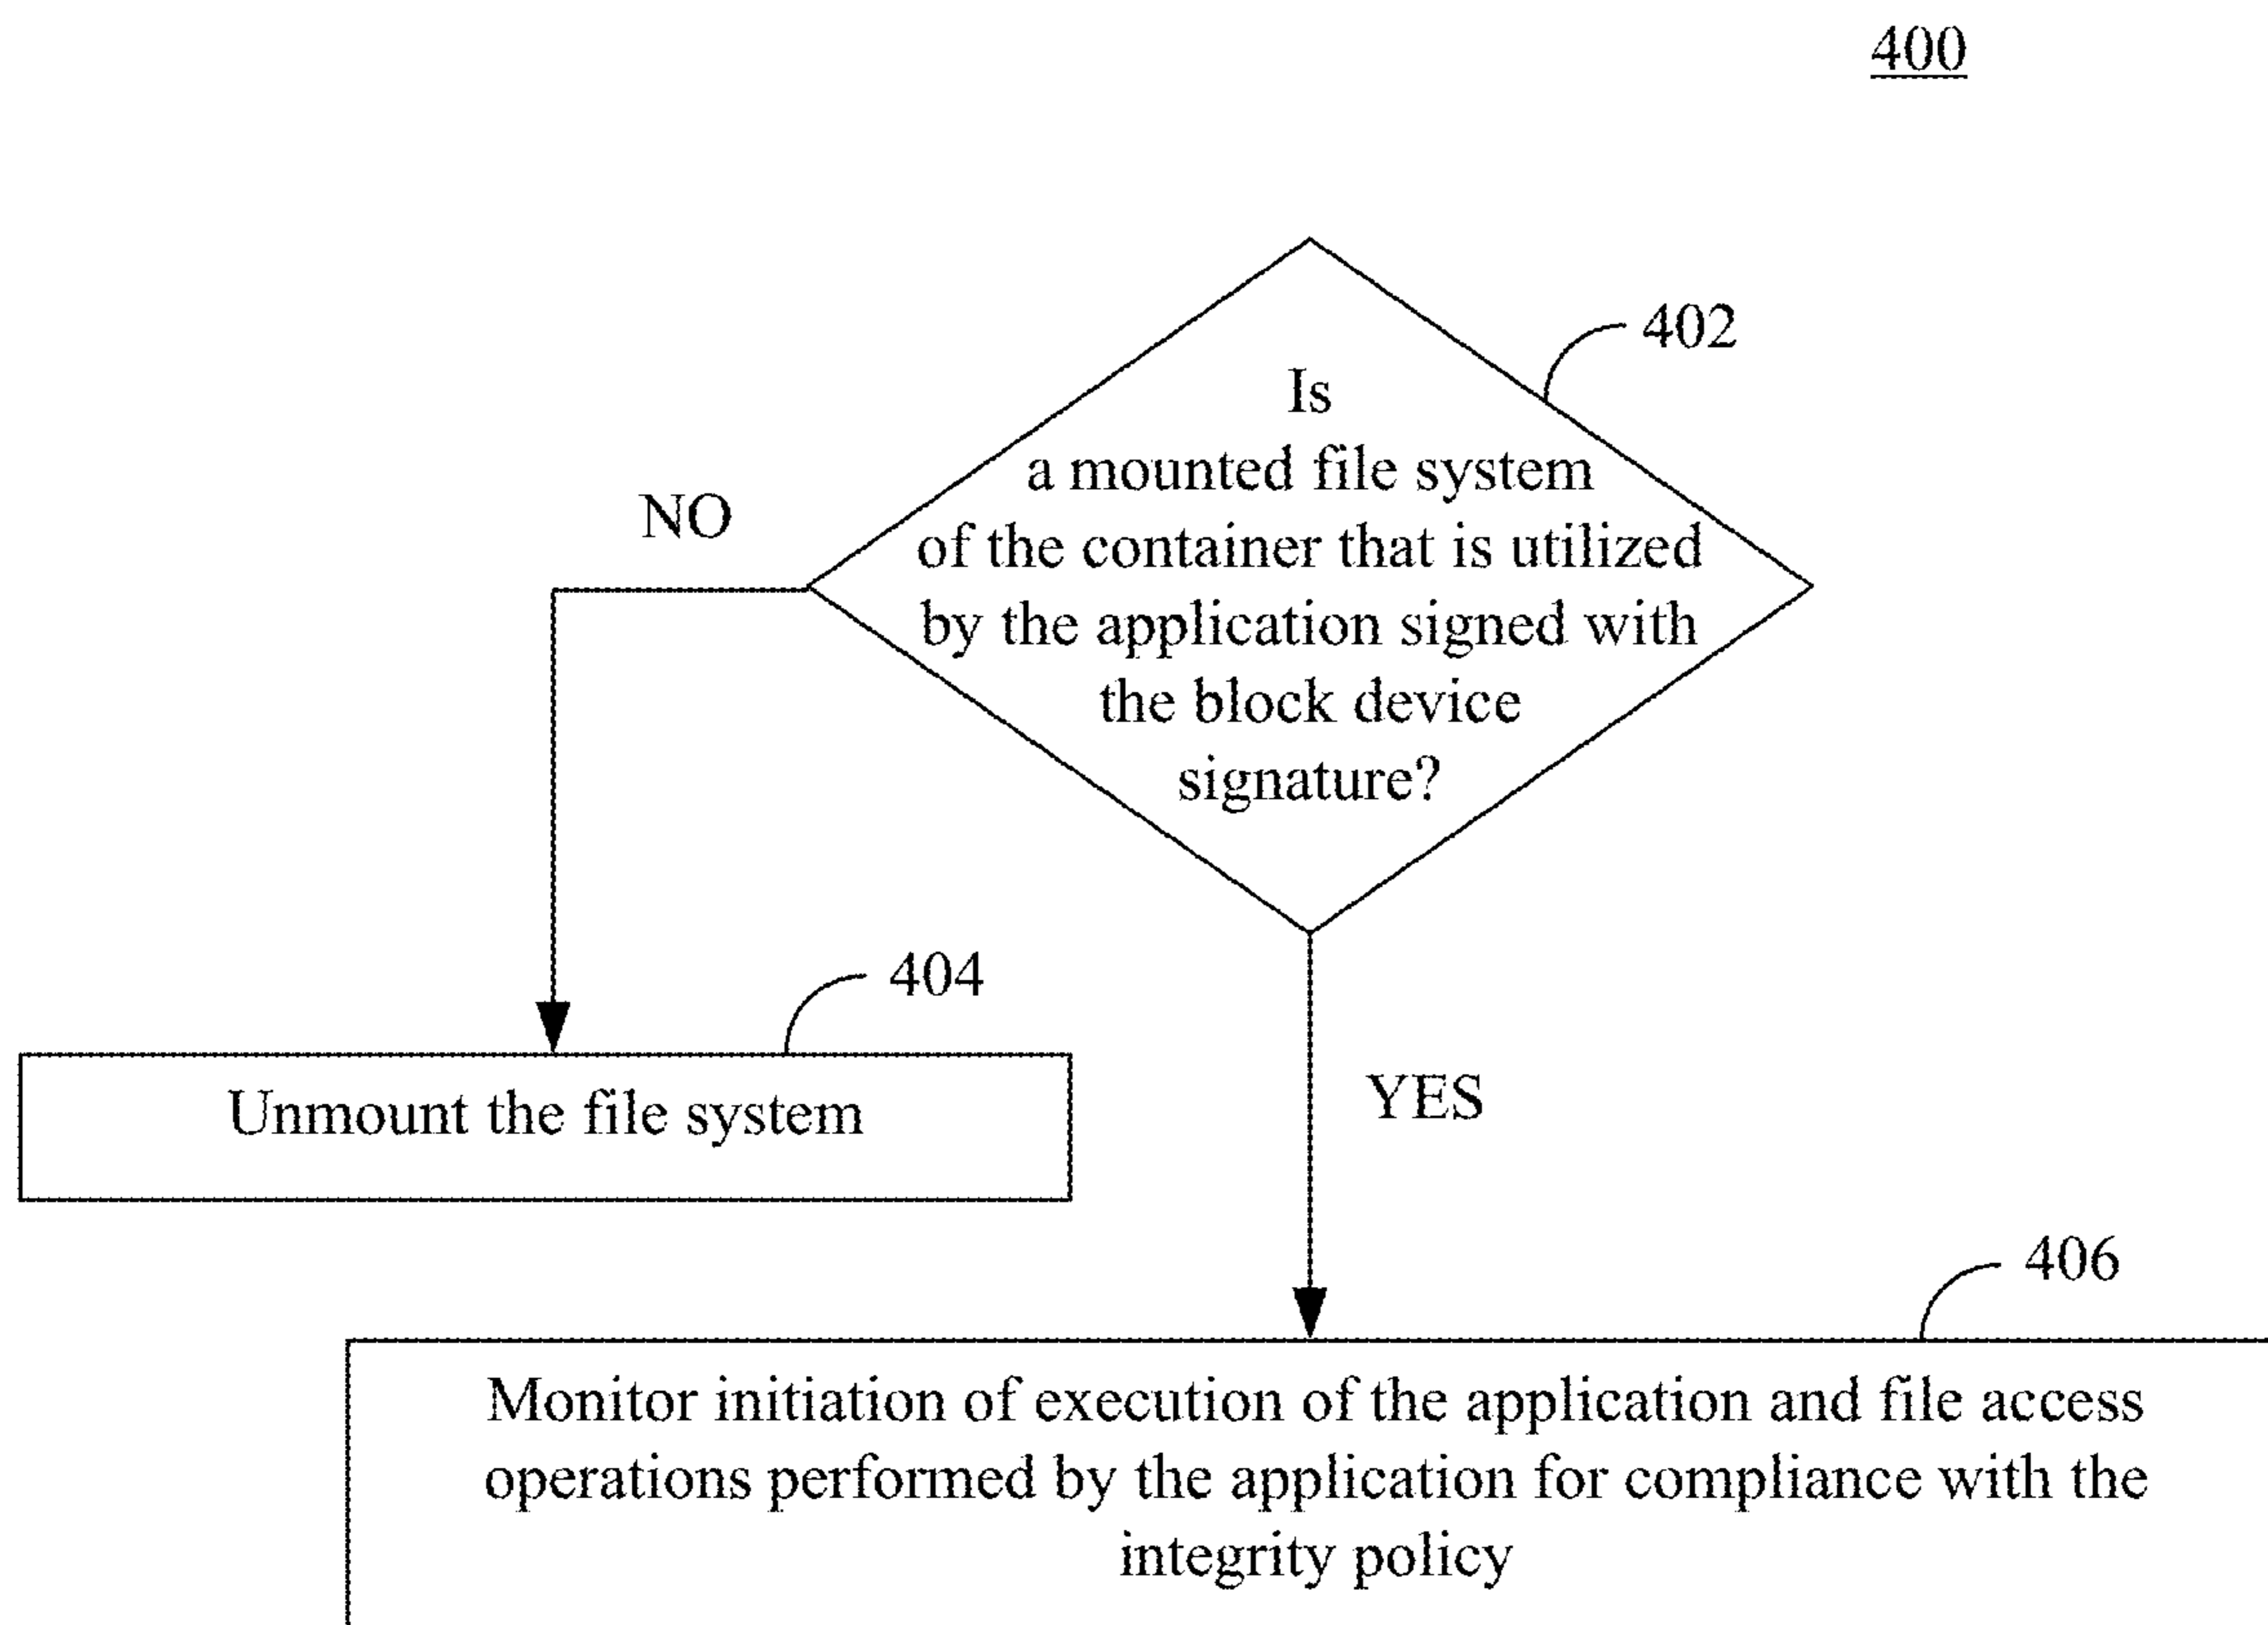 400
402
Is
a mounted file system
of the container that is utilized
by the application signed with
the block device
signature?
NO
404
Unmount the file system
YES
406
Monitor initiation of execution of the application and file access
operations performed by the application for compliance with the
integrity policy